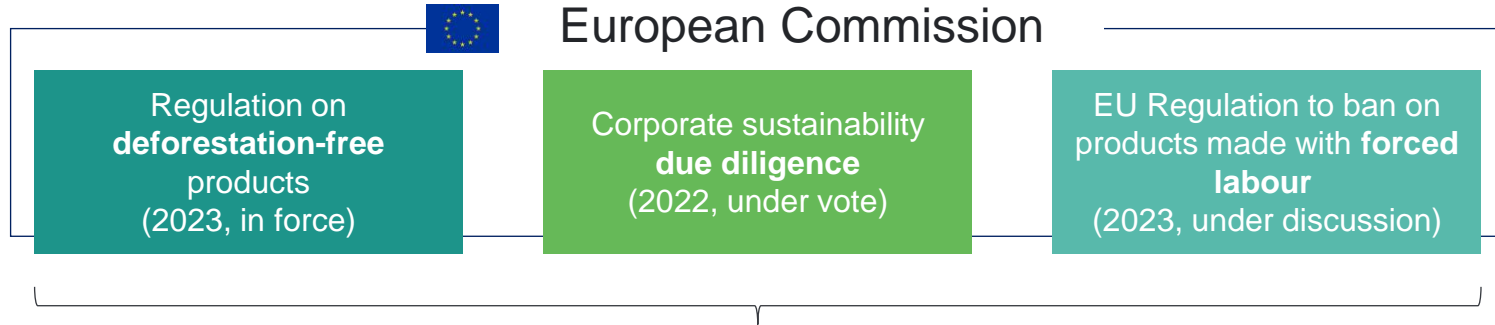 European Commission
Regulation on
deforestation-free
products
(2023, in force)
Corporate sustainability
due diligence
(2022, under vote)
EU Regulation to ban on
products made with forced
labour
(2023, under discussion)